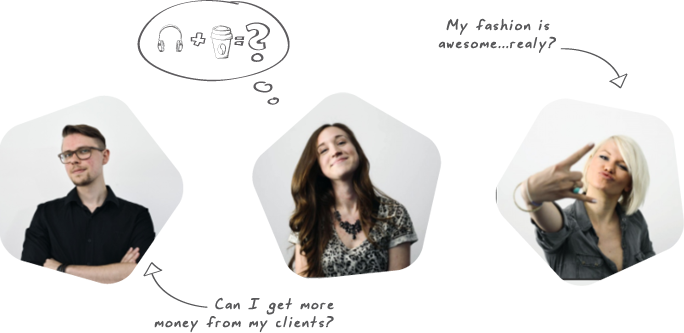 + = ?
My fashion is
awesome...realy?
Can I get more
money from my clients?